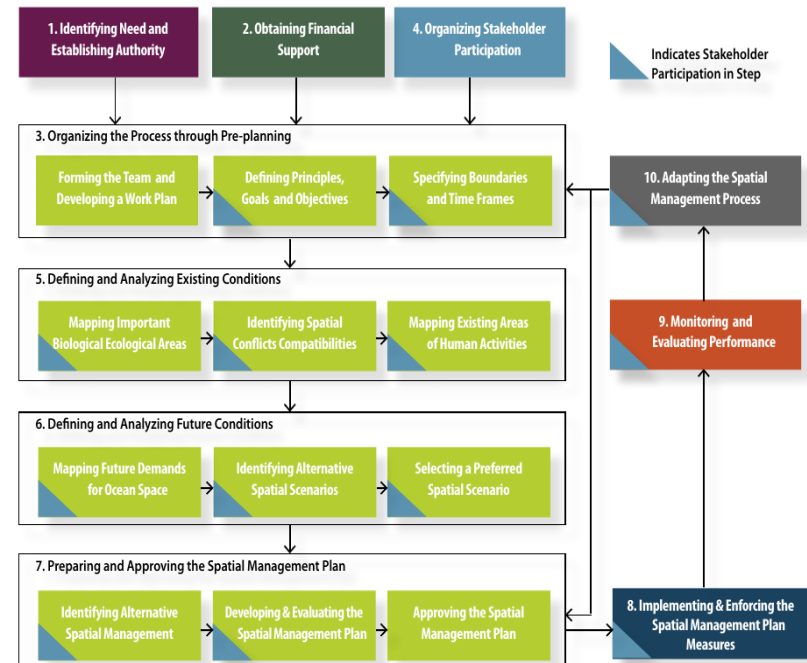 1. Identifying Need and
Establishing Authority
2. Obtaining Financial
Support
4. Organizing Stakeholder
Participation
Indicates Stakeholder
Participation in Step
3. Organizing the Process through Pre-planning
Forming the Team and
Developing a Work Plan
Defining Principles,
Goals and Objectives
Specifying Boundaries
and Time Frames
10. Adapting the Spatial
Management Process
5. Defining and Analyzing Existing Conditions
Mapping Important
Biological Ecological Areas
Identifying Spatial
Conflicts Compatibilities
Mapping Existing Areas
of Human Activities
9. Monitoring and
Evaluating Performance
6. Defining and Analyzing Future Conditions
Mapping Future Demands
for Ocean Space
Identifying Alternative
Spatial Scenarios
Selecting a Preferred
Spatial Scenario
7. Preparing and Approving the Spatial Management Plan
Identifying Alternative
Spatial Management
Developing & Evaluating the
Spatial Management Plan
Approving the Spatial
Management Plan
8. Implementing & Enforcing the
Spatial Management Plan
Measures